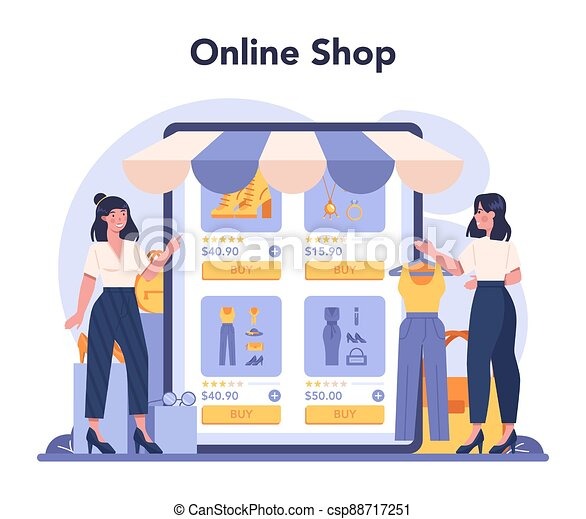 Online Shop
$40.90
$15.90
BUY
BUY
© Can Stock Photo
$40.90
$50.00
BUY
BUY
© CanStockPhoto.com - csp88717251